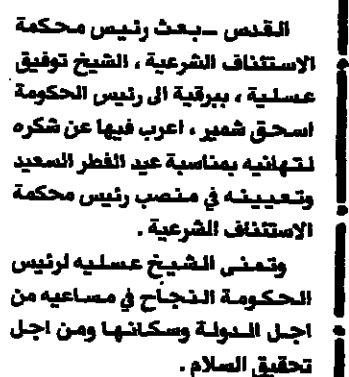 القدس – بعث رئيس محكمة
الاستئناف الشرعية ، الشيخ توفيق
عسلية ، ببرقية الى رئيس الحكومة
اسحق شمير ، اعرب فيها عن شكره
لتهانيه بمناسبة عيد الفطر السعيد
وتعيينه في منصب رئيس محكمة
الاستئناف الشرعية .
وتمنى الشيخ عسليه لرئيس
الحكومة النجاح في مساعيه من
اجل الدولة وسكانها ومن اجل
تحقيق السلام .